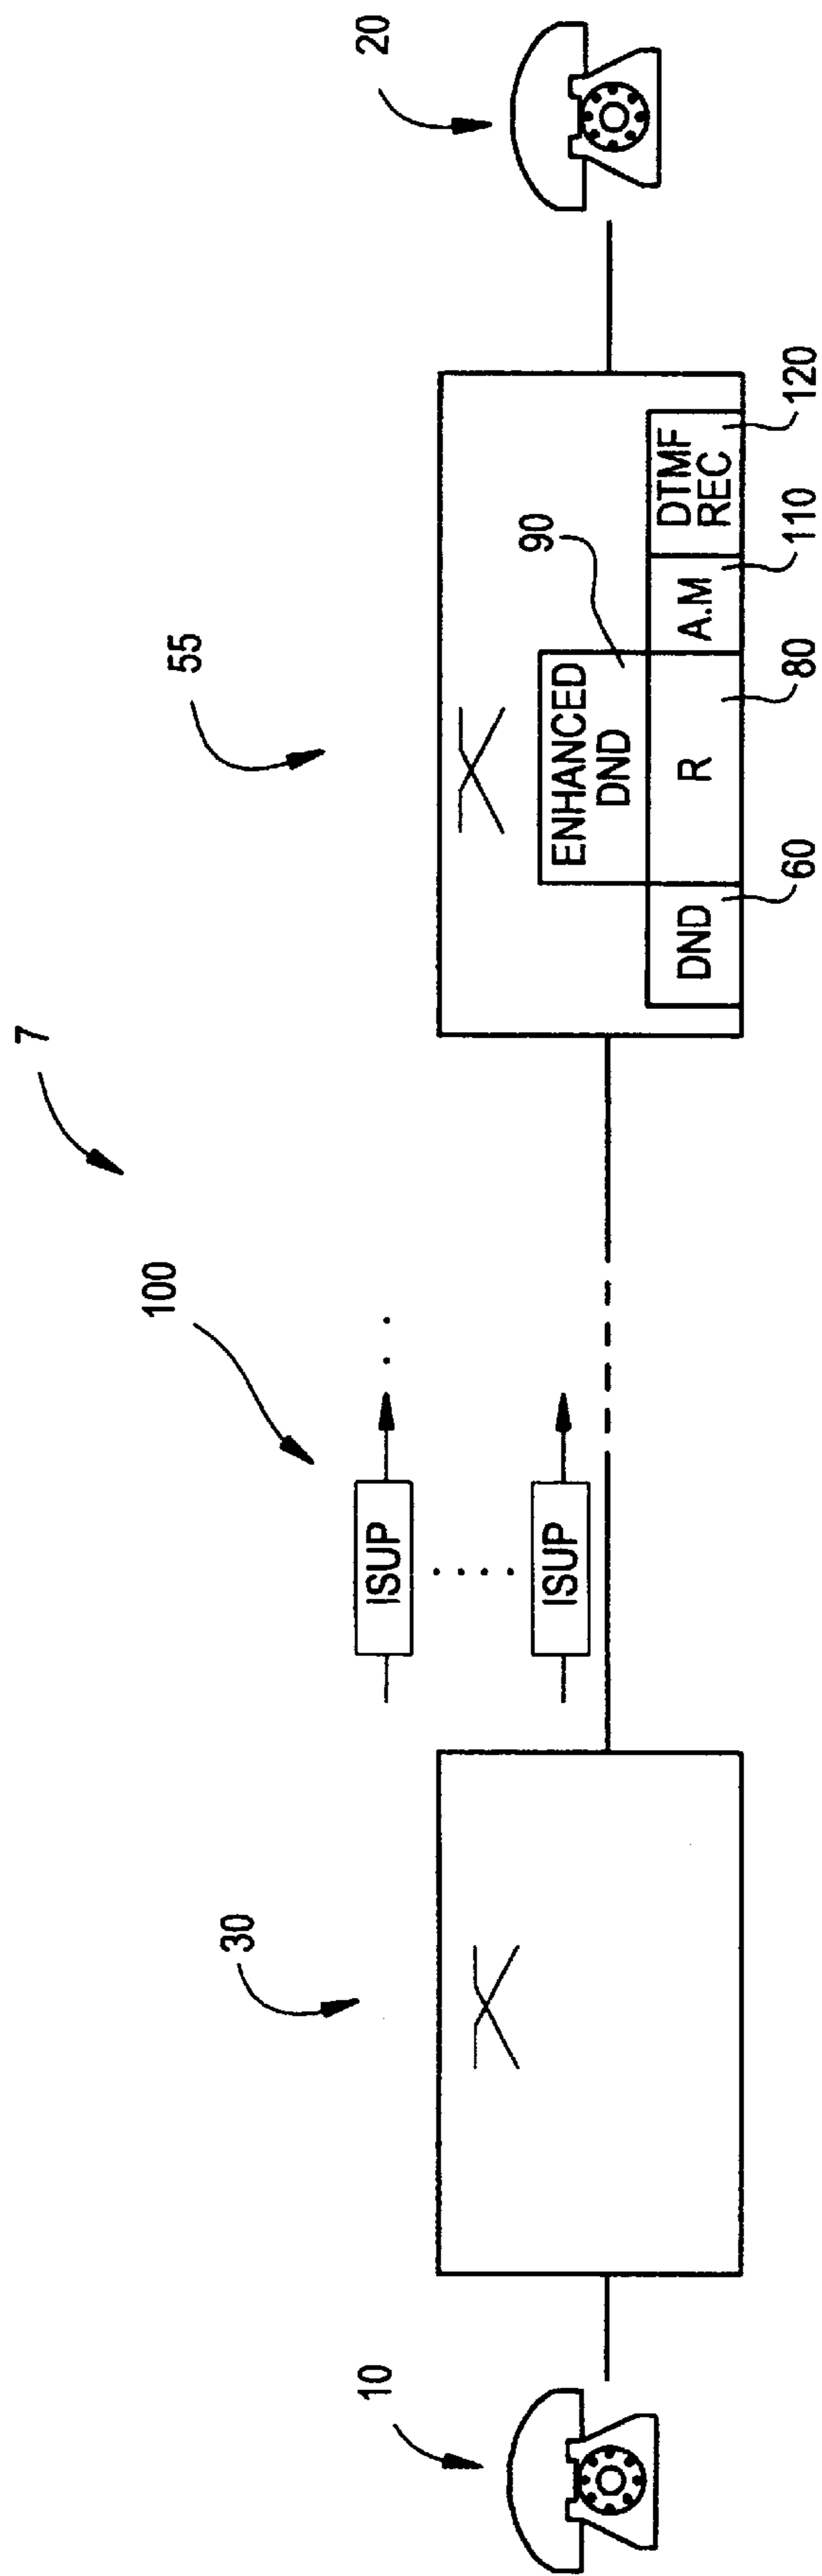 7
100
55
30
10
20
ISUP
ISUP
90
ENHANCED
DND
DND
R
A.M
DTMF
REC
60
80
110
120